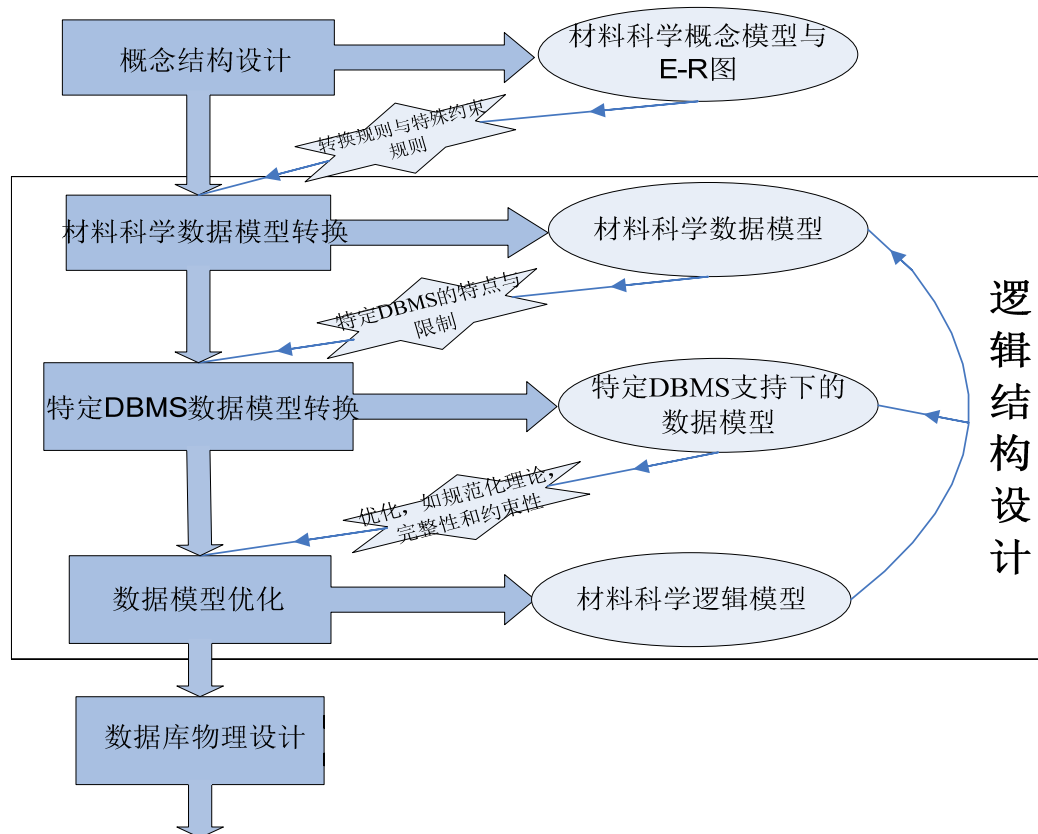 概念结构设计
材料科学概念模型与
E-R图
转换规则与特殊约束
规则
材料科学数据模型转换
材料科学数据模型
特定DBMS的特点与
限制
特定DBMS数据模型转换
特定DBMS支持下的
数据模型
优化，如规范化理论，
完整性和约束性
数据模型优化
材料科学逻辑模型
逻辑结构设计
数据库物理设计